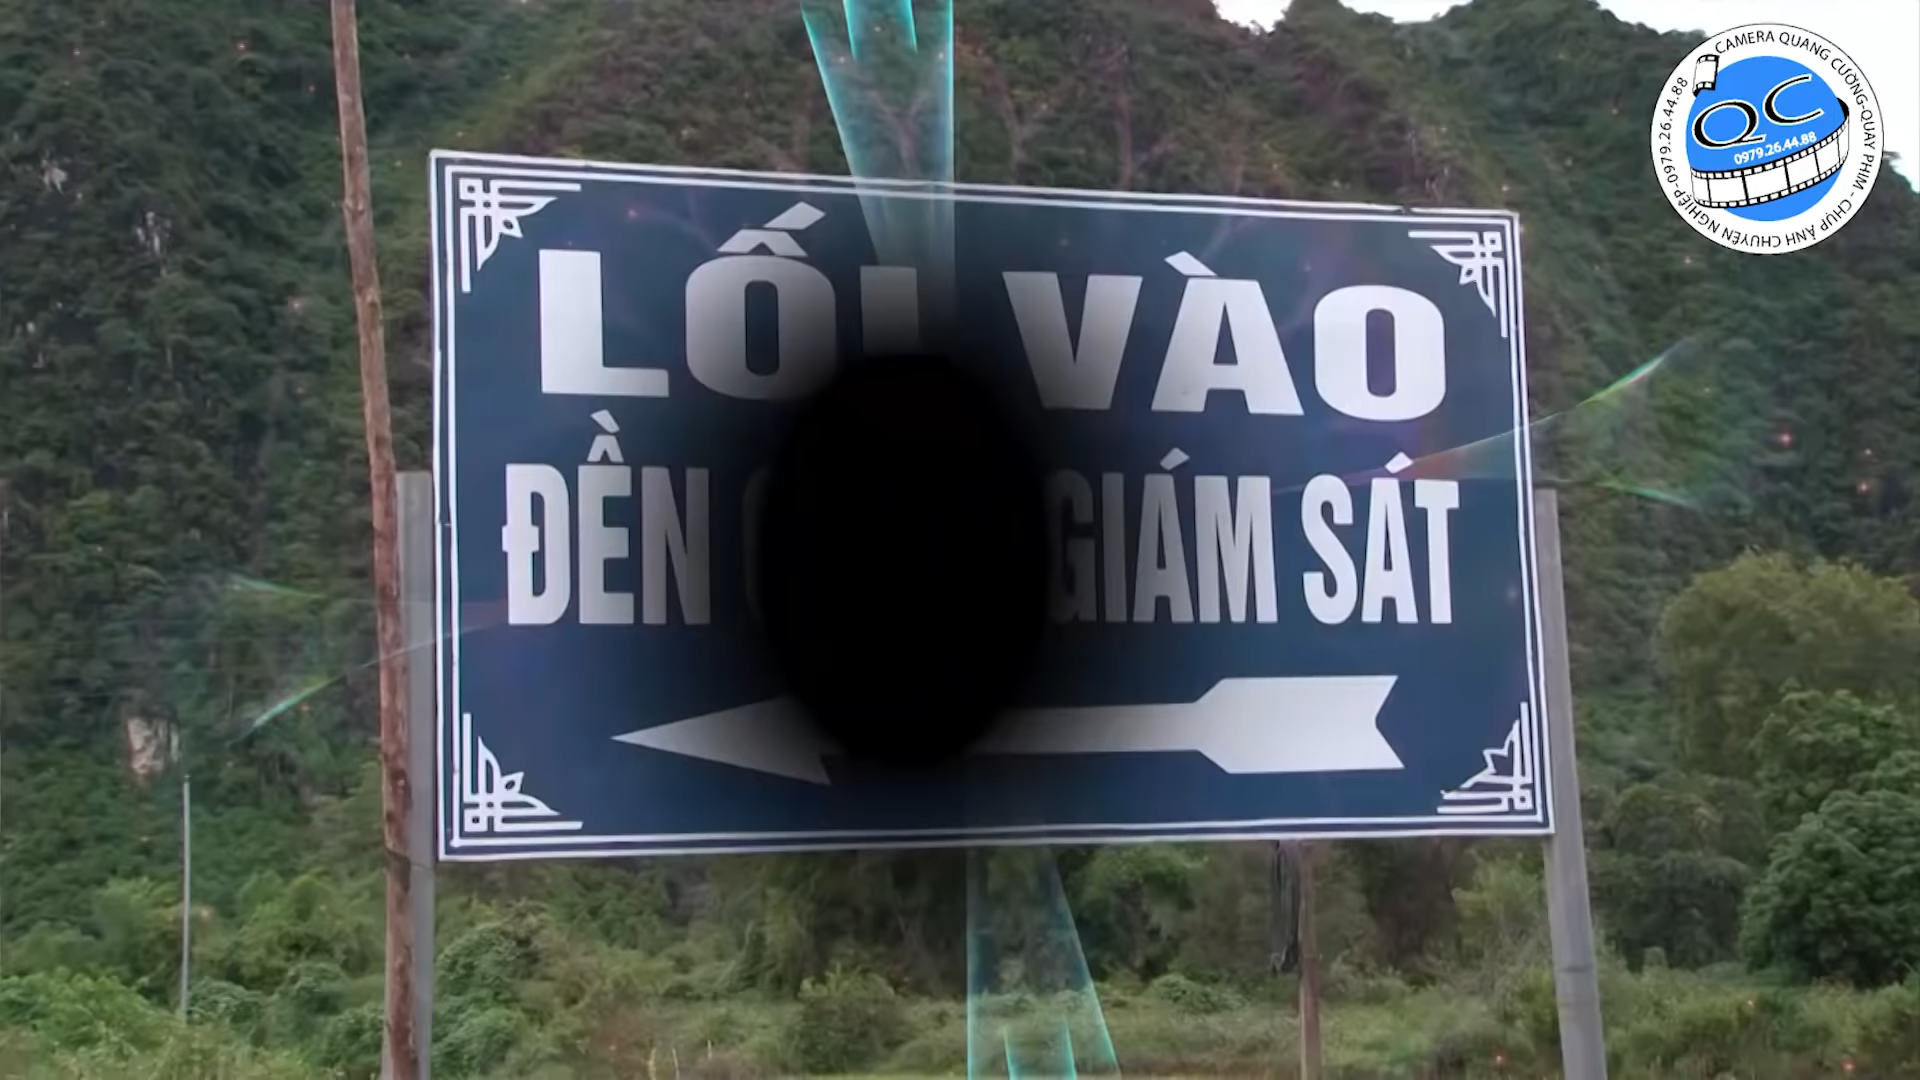 LỐI VÀO
ĐỀN GIÁM SÁT
CAMERA QUANG CƯỜNG-QUAY PHIM - CHỤP ẢNH CHUYÊN NGHIỆP-0979.26.44.88
QC
0979.26.44.88